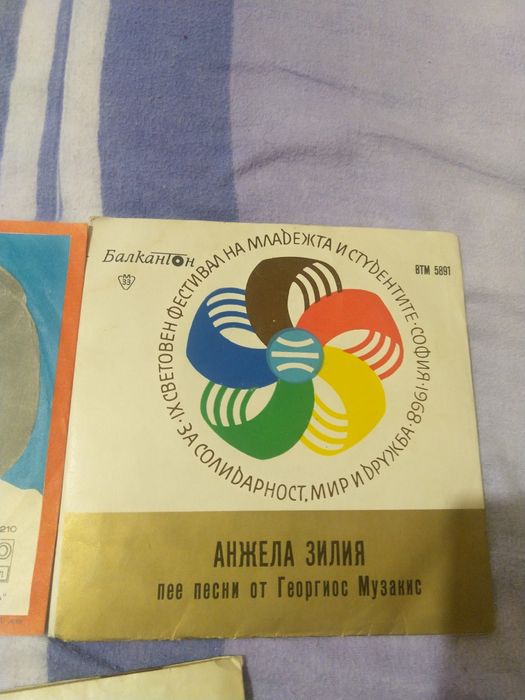 Балкантон
М
33
ВТМ 5891
IX СВЕТОВЕН ФЕСТИВАЛ НА МЛАДЕЖТА И СТУДЕНТИТЕ·СОФИЯ·1968·
ЗА СОЛИДАРНОСТ, МИР И ДРУЖБА·
АНЖЕЛА ЗИЛИЯ
пее песни от Георгиос Музакис
210